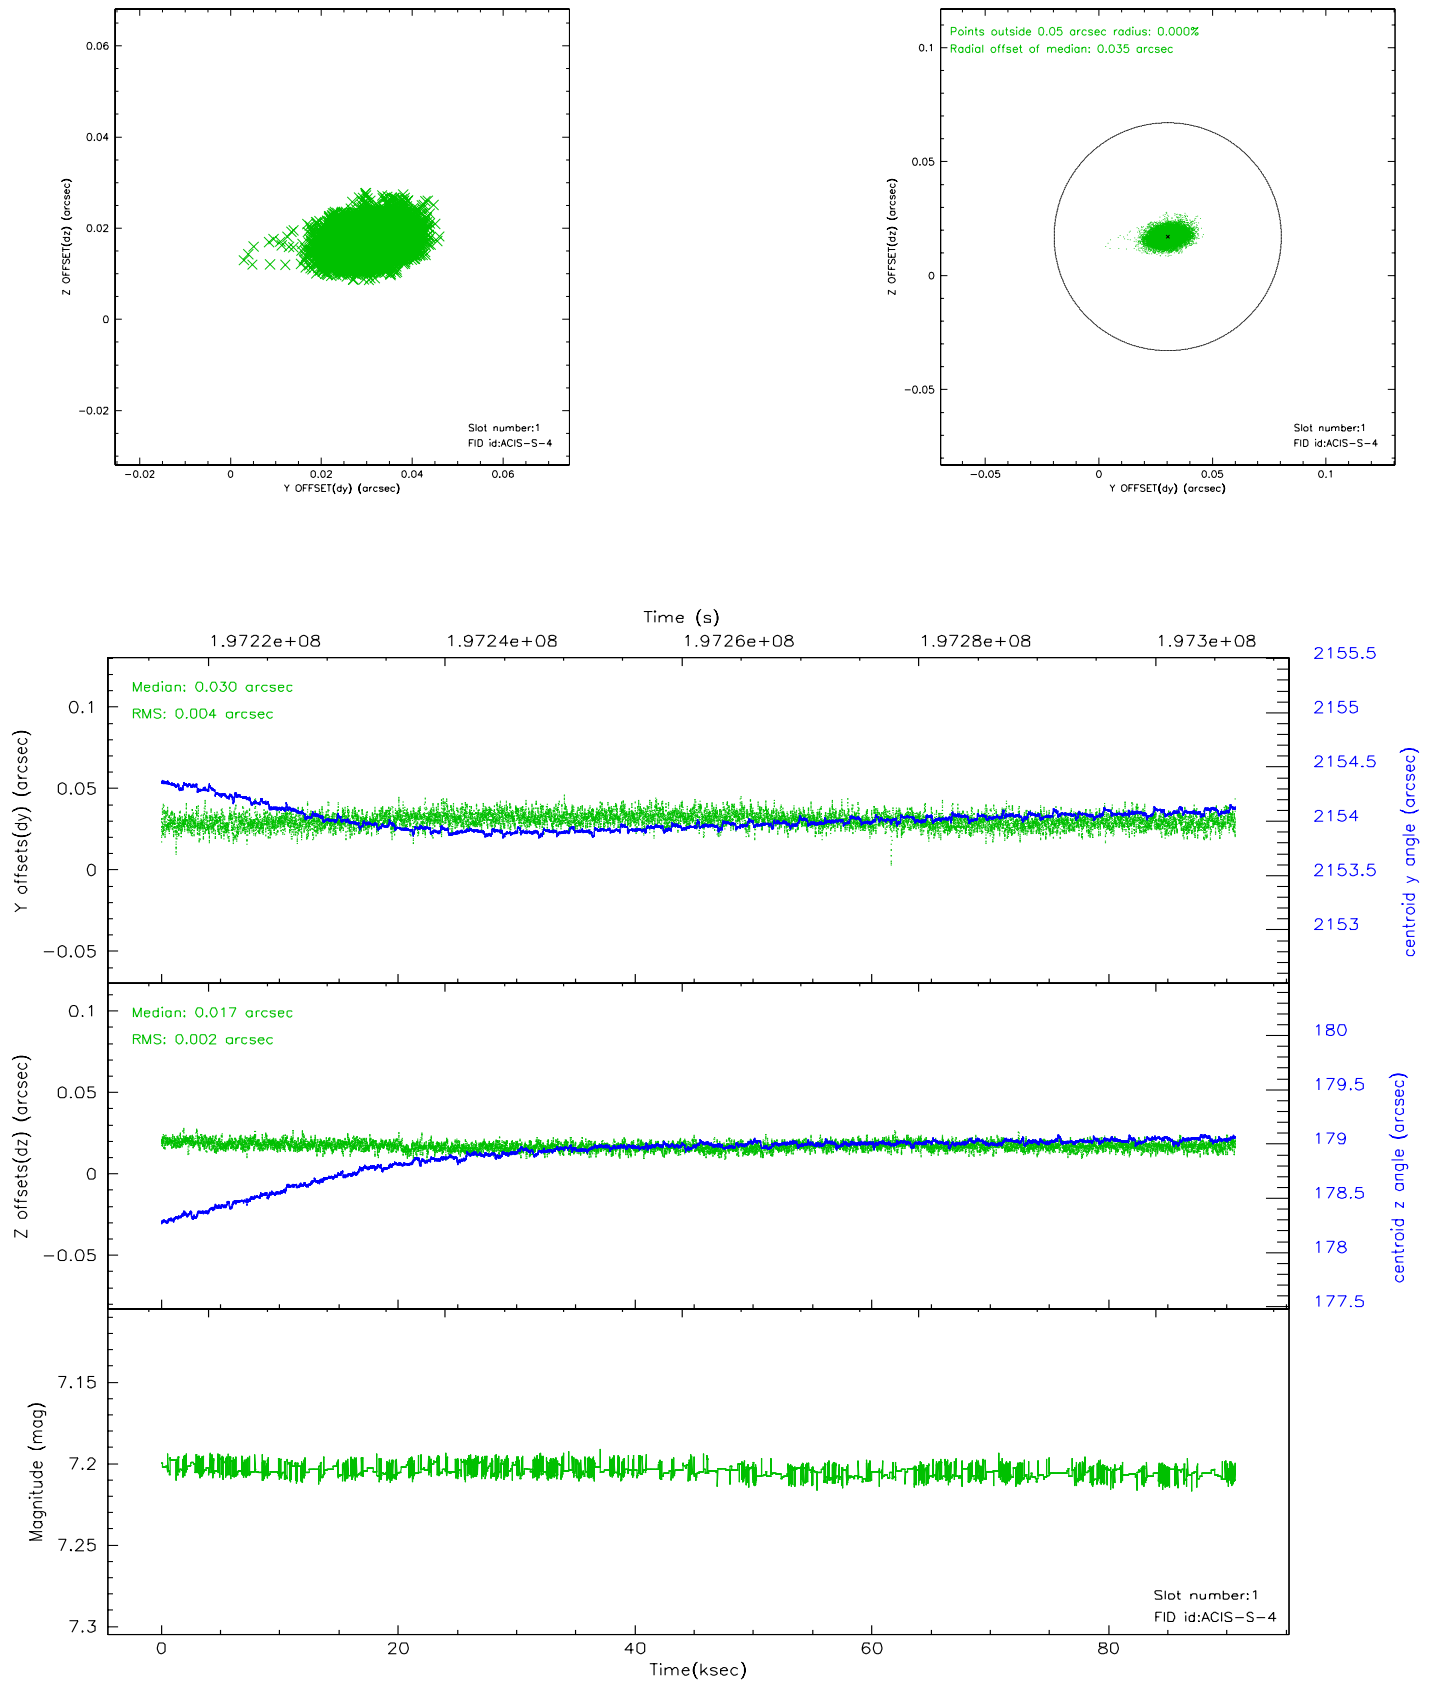 0.06
0.04
0.02
0
−0.02
Z OFFSET(dz) (arcsec)
Slot number:1
FID id:ACIS−S−4
−0.02 0 0.02 0.04 0.06
Y OFFSET(dy) (arcsec)
Points outside 0.05 arcsec radius: 0.000%
Radial offset of median: 0.035 arcsec
0.1
0.05
0
−0.05
Z OFFSET(dz) (arcsec)
Slot number:1
FID id:ACIS−S−4
−0.05 0 0.05 0.1
Y OFFSET(dy) (arcsec)
Time (s)
1.9722e+08 1.9724e+08 1.9726e+08 1.9728e+08 1.973e+08
Median: 0.030 arcsec
RMS: 0.004 arcsec
0.1
0.05
0
−0.05
Y offsets(dy) (arcsec)
2155.5
2155
2154.5
2154
2153.5
2153
centroid y angle (arcsec)
Median: 0.017 arcsec
RMS: 0.002 arcsec
0.1
0.05
0
−0.05
Z offsets(dz) (arcsec)
180
179.5
179
178.5
178
177.5
centroid z angle (arcsec)
7.15
7.2
7.25
7.3
Magnitude (mag)
Slot number:1
FID id:ACIS−S−4
0 20 40 60 80
Time(ksec)